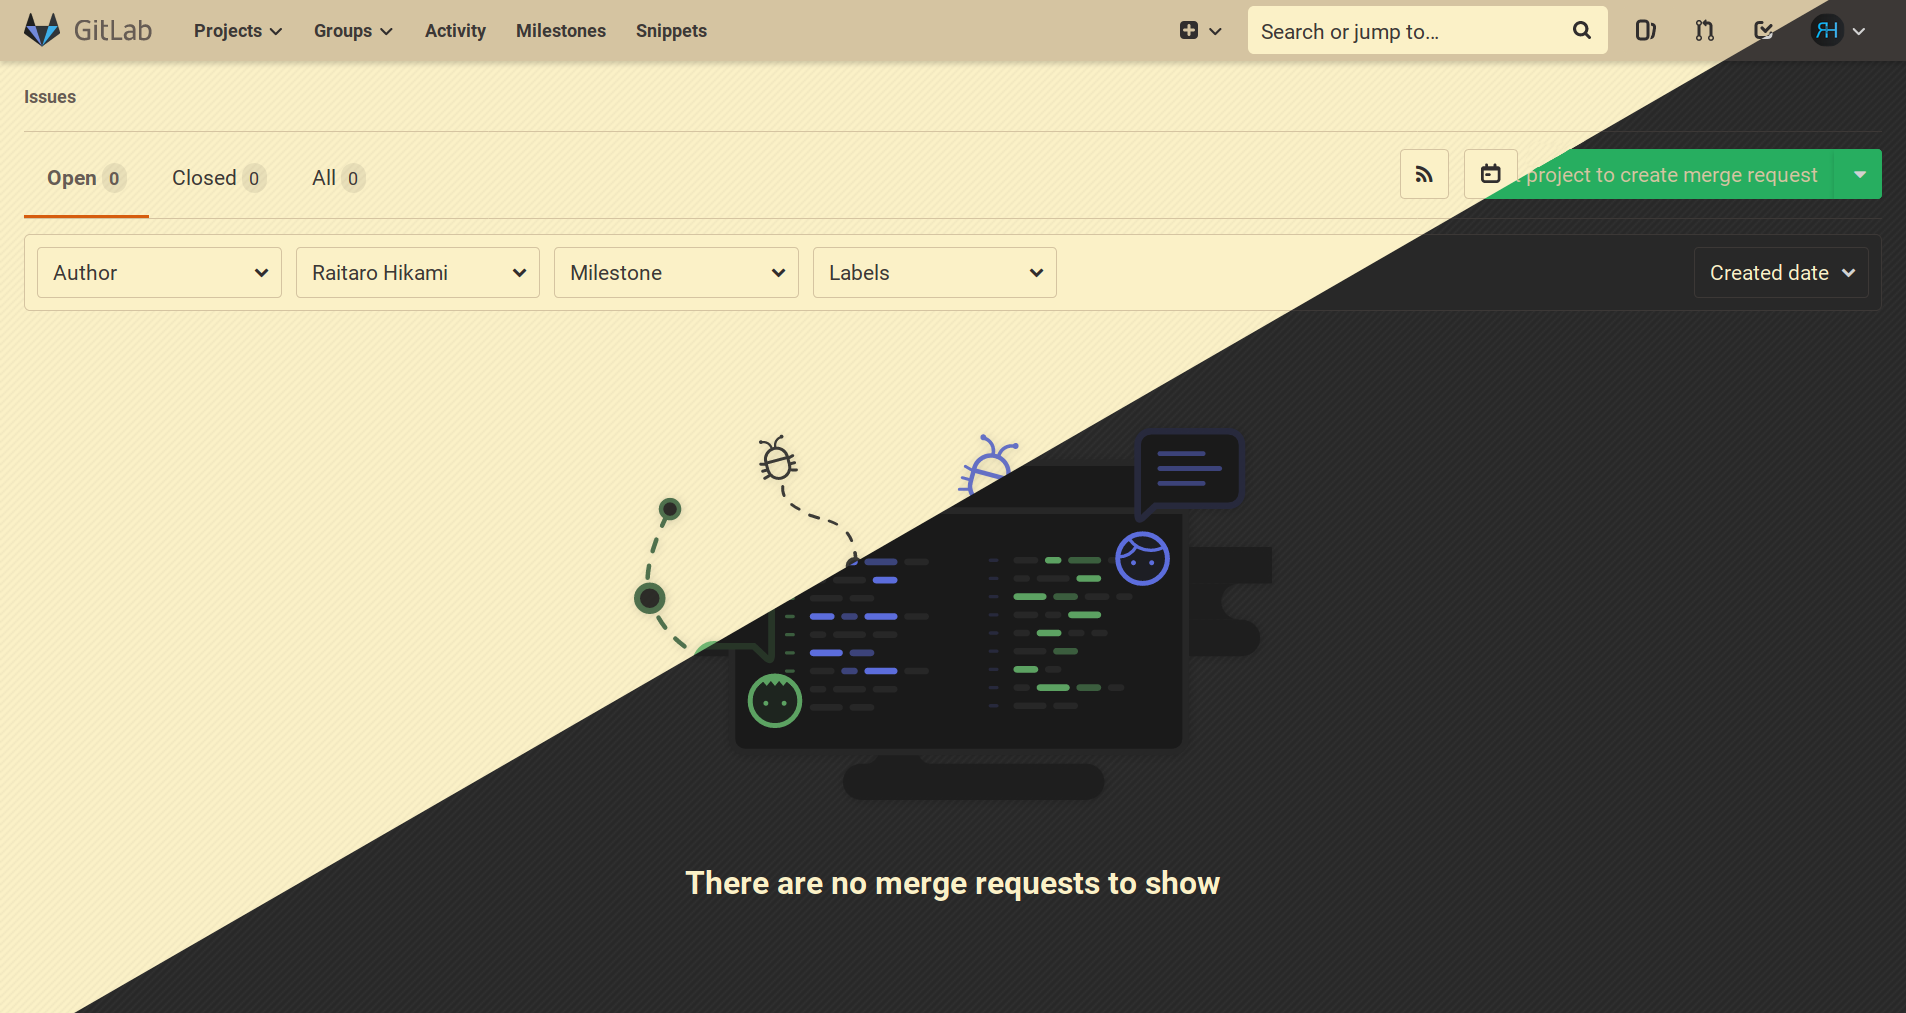 GitLab Projects Groups Activity Milestones Snippets Search or jump to... ЯH
Issues
Open 0 Closed 0 All 0 project to create merge request
Author Raitaro Hikami Milestone Labels Created date
There are no merge requests to show